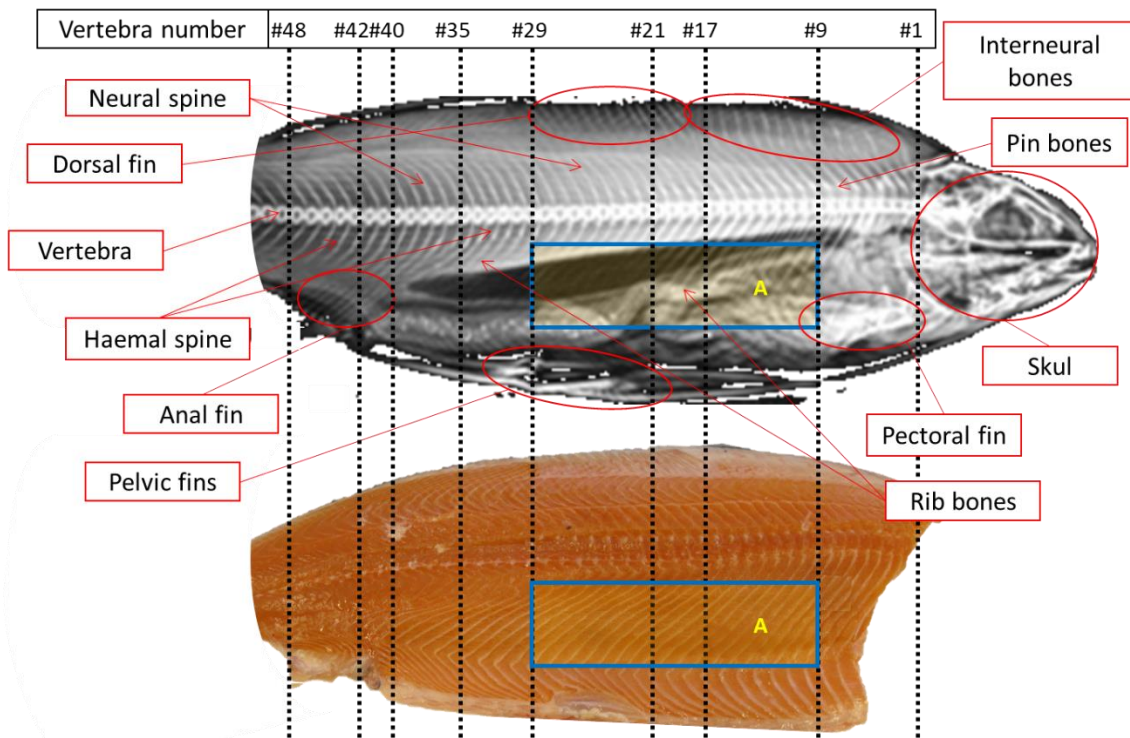 Vertebra number #48 #42 #40 #35 #29 #21 #17 #9 #1
Interneural
bones
Neural spine
Dorsal fin
Pin bones
Vertebra
A
Haemal spine
Skul
Anal fin
Pectoral fin
Pelvic fins
Rib bones
A